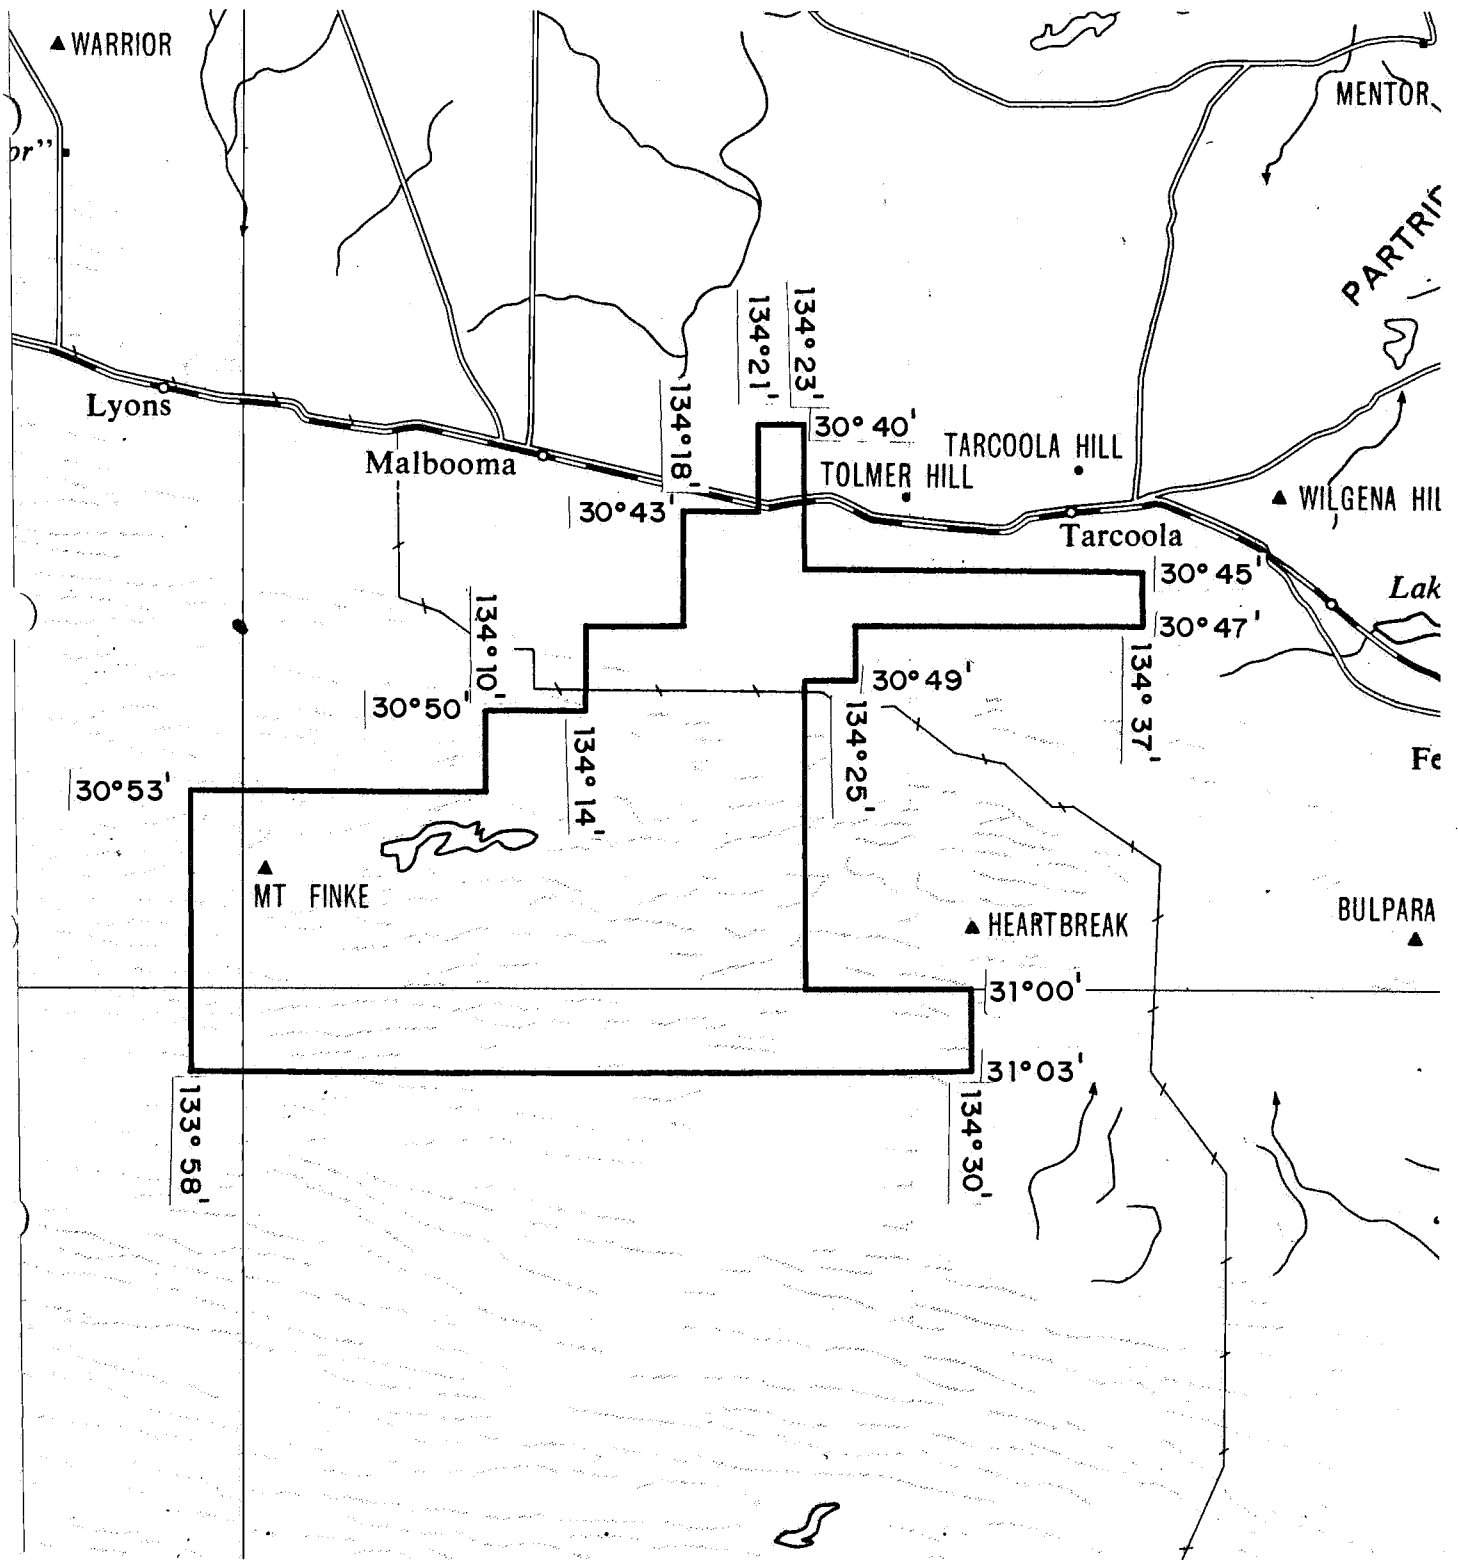 WARRIOR
MENTOR
or"
PARTRID
134° 21'
134° 23'
134° 18'
Lyons
30° 40'
TARCOOLA HILL
Malbooma
TOLMER HILL
30° 43'
WILGENA HIL
Tarcoola
30° 45'
Lak
134° 10'
30° 47'
30° 49'
134° 37'
30° 50'
134° 14'
134° 25'
Fe
30° 53'
MT FINKE
HEARTBREAK
BULPARA
31° 00'
31° 03'
133° 58'
134° 30'